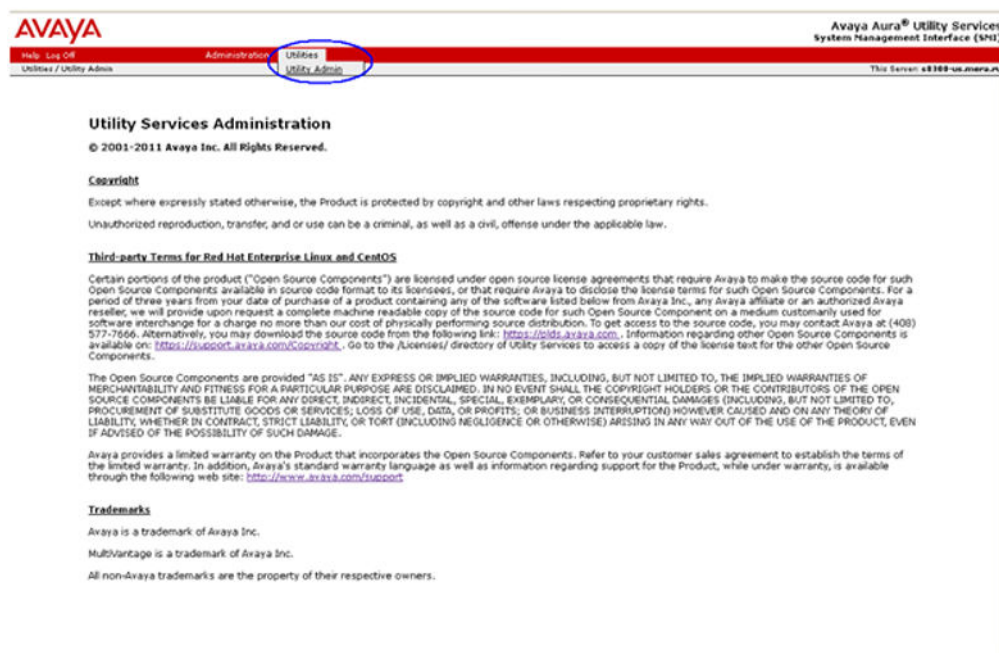 AVAYA
Avaya Aura® Utility Services
System Management Interface (SMI)
Help Log Off
Administration
Utilities
Utilities / Utility Admin
Utility Admin
This Server: s8300-us.mera.ru
Utility Services Administration
© 2001-2011 Avaya Inc. All Rights Reserved.
Copyright
Except where expressly stated otherwise, the Product is protected by copyright and other laws respecting proprietary rights.
Unauthorized reproduction, transfer, and or use can be a criminal, as well as a civil, offense under the applicable law.
Third-party Terms for Red Hat Enterprise Linux and CentOS
Certain portions of the product ("Open Source Components") are licensed under open source license agreements that require Avaya to make the source code for such
Open Source Components available in source code format to its licensees, or that require Avaya to disclose the license terms for such Open Source Components. For a
period of three years from your date of purchase of a product containing any of the software listed below from Avaya Inc., any Avaya affiliate or an authorized Avaya
reseller, we will provide upon request a complete machine readable copy of the source code for such Open Source Component on a medium customarily used for
software interchange for a charge no more than our cost of physically performing source distribution. To get access to the source code, you may contact Avaya at (408)
577-7666. Alternatively, you may download the source code from the following link: https://plds.avaya.com . Information regarding other Open Source Components is
available on: https://support.avaya.com/Copyright . Go to the /Licenses/ directory of Utility Services to access a copy of the license text for the other Open Source
Components.
The Open Source Components are provided "AS IS". ANY EXPRESS OR IMPLIED WARRANTIES, INCLUDING, BUT NOT LIMITED TO, THE IMPLIED WARRANTIES OF
MERCHANTABILITY AND FITNESS FOR A PARTICULAR PURPOSE ARE DISCLAIMED. IN NO EVENT SHALL THE COPYRIGHT HOLDERS OR THE CONTRIBUTORS OF THE OPEN
SOURCE COMPONENTS BE LIABLE FOR ANY DIRECT, INDIRECT, INCIDENTAL, SPECIAL, EXEMPLARY, OR CONSEQUENTIAL DAMAGES (INCLUDING, BUT NOT LIMITED TO,
PROCUREMENT OF SUBSTITUTE GOODS OR SERVICES; LOSS OF USE, DATA, OR PROFITS; OR BUSINESS INTERRUPTION) HOWEVER CAUSED AND ON ANY THEORY OF
LIABILITY, WHETHER IN CONTRACT, STRICT LIABILITY, OR TORT (INCLUDING NEGLIGENCE OR OTHERWISE) ARISING IN ANY WAY OUT OF THE USE OF THE PRODUCT, EVEN
IF ADVISED OF THE POSSIBILITY OF SUCH DAMAGE.
Avaya provides a limited warranty on the Product that incorporates the Open Source Components. Refer to your customer sales agreement to establish the terms of
the limited warranty. In addition, Avaya's standard warranty language as well as information regarding support for the Product, while under warranty, is available
through the following web site: http://www.avaya.com/support
Trademarks
Avaya is a trademark of Avaya Inc.
MultiVantage is a trademark of Avaya Inc.
All non-Avaya trademarks are the property of their respective owners.